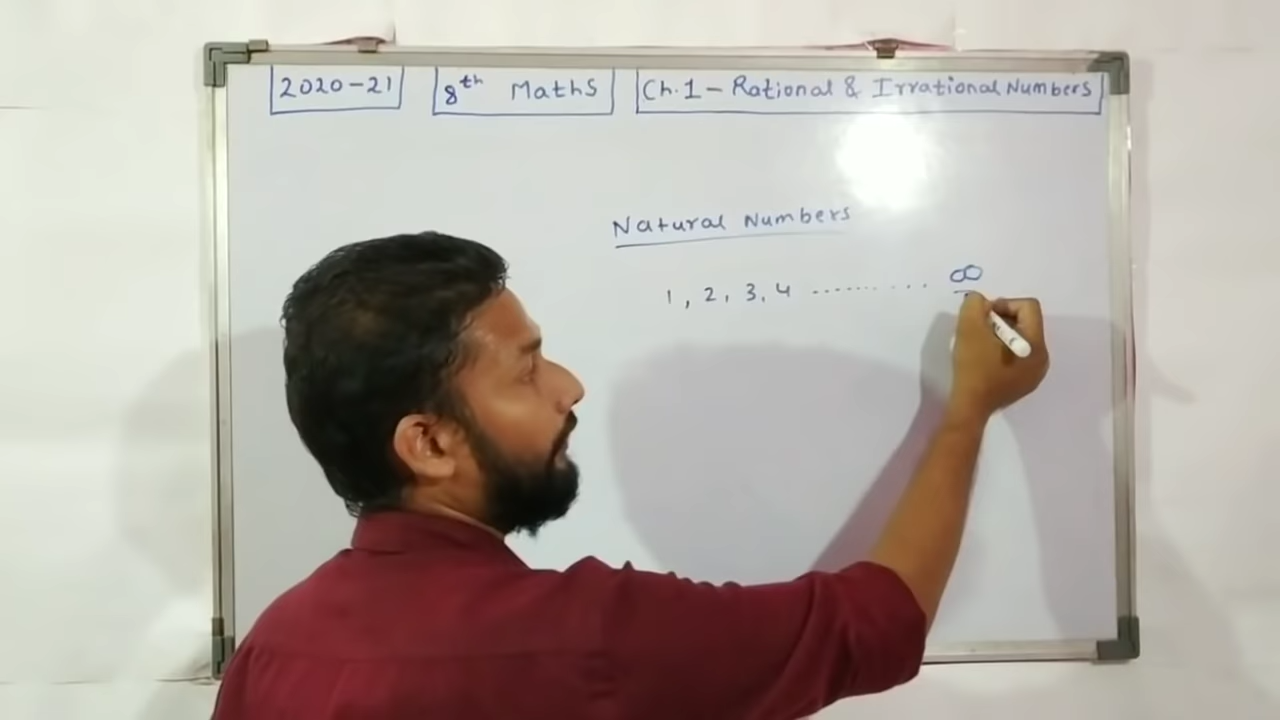 2020-21 8th Maths Ch.1 - Rational & Irrational Numbers
Natural Numbers
1, 2, 3, 4 .......... ∞